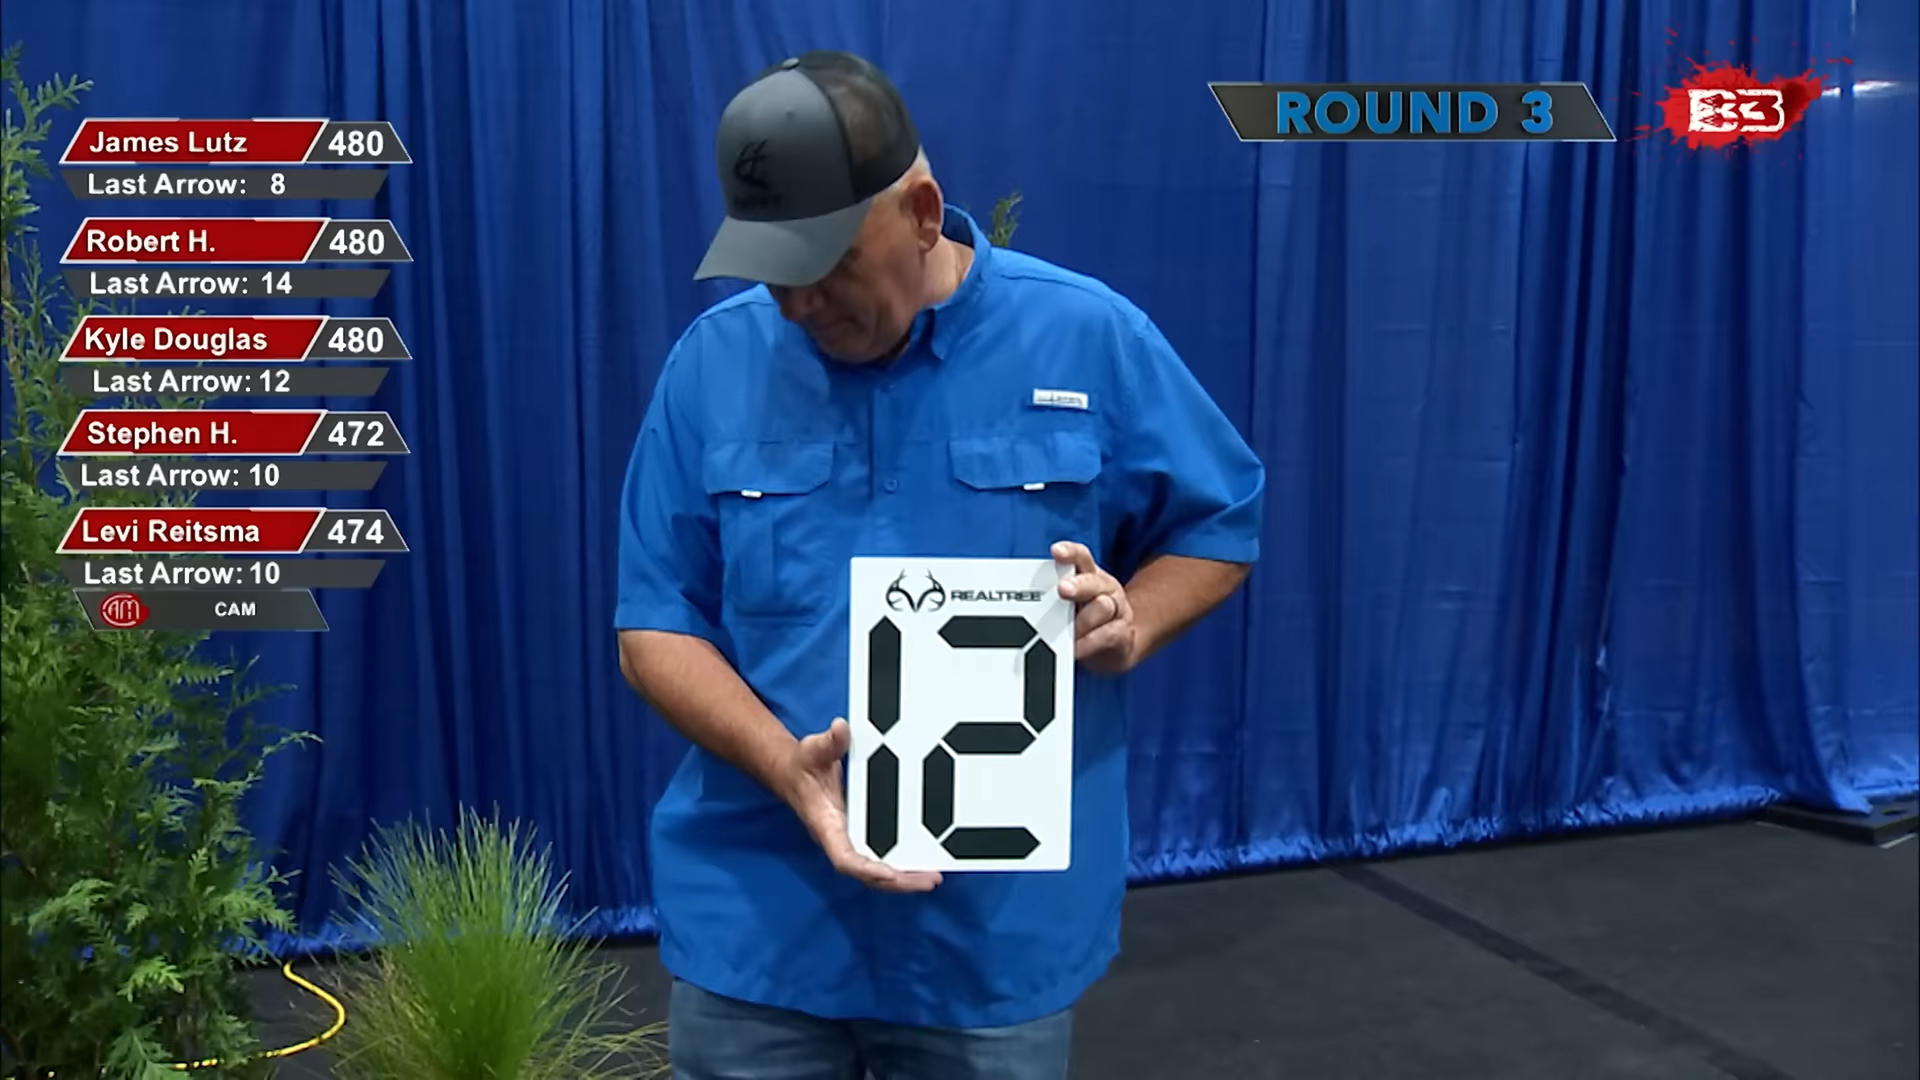 James Lutz 480
Last Arrow: 8
Robert H. 480
Last Arrow: 14
Kyle Douglas 480
Last Arrow: 12
Stephen H. 472
Last Arrow: 10
Levi Reitsma 474
Last Arrow: 10
CAM
ROUND 3
B3
REALTREE
12